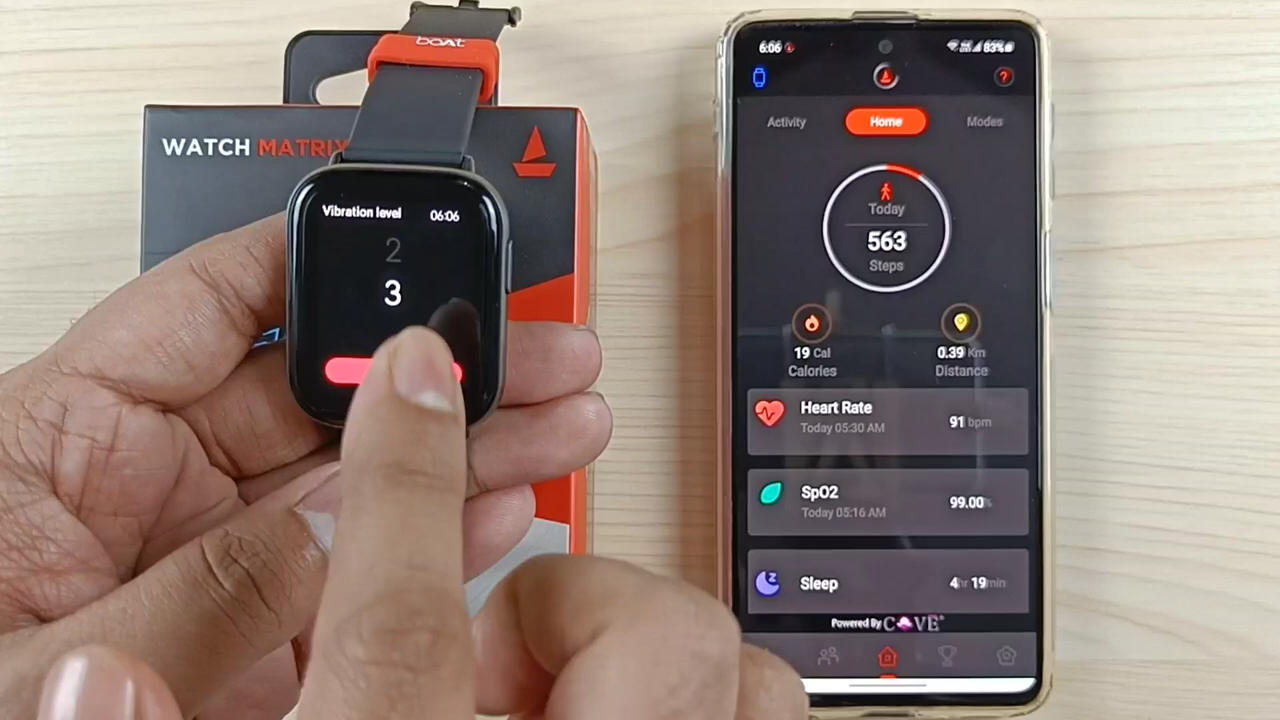 boAt
WATCH MATRIX
Vibration level 06:06
2
3
6:06 83%
?
Activity Home Modes
Today
563
Steps
19 Cal 0.39 Km
Calories Distance
Heart Rate
Today 05:30 AM
91 bpm
SpO2
Today 05:16 AM
99.00%
Sleep
4hr 19min
Powered By COVE